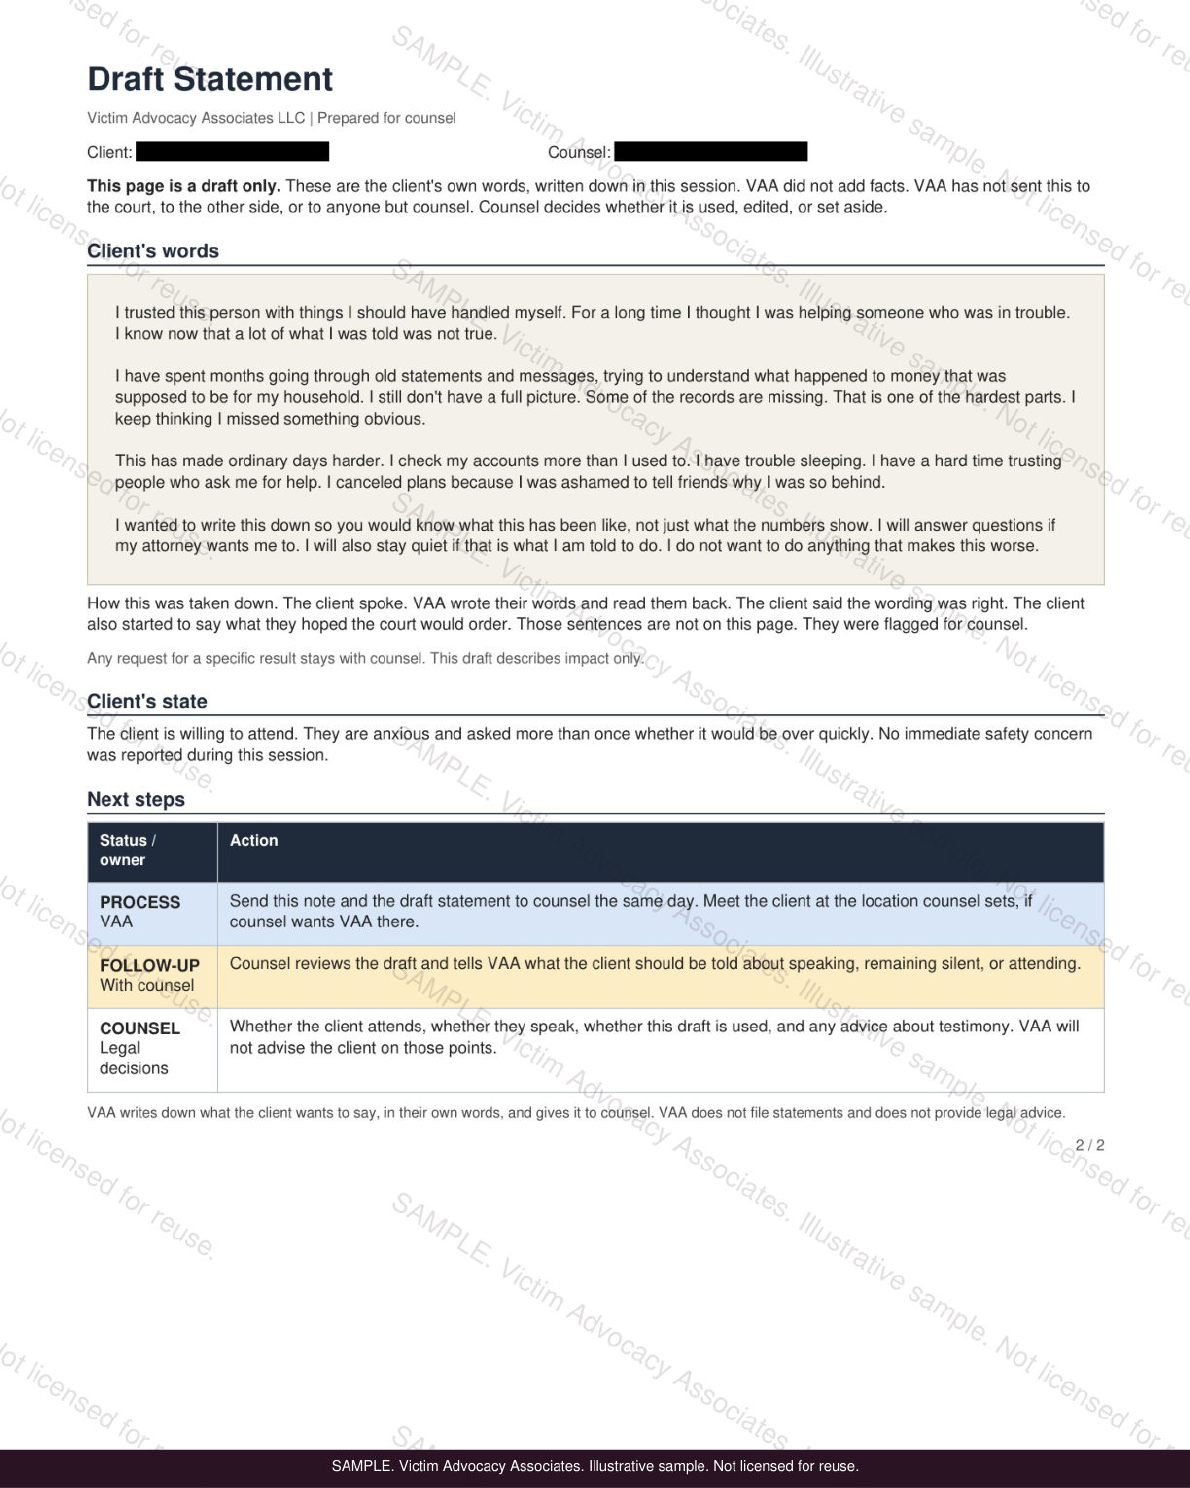 Draft Statement
Victim Advocacy Associates LLC | Prepared for counsel
Client:
Counsel:
This page is a draft only. These are the client's own words, written down in this session. VAA did not add facts. VAA has not sent this to
the court, to the other side, or to anyone but counsel. Counsel decides whether it is used, edited, or set aside.
Client's words
I trusted this person with things I should have handled myself. For a long time I thought I was helping someone who was in trouble.
I know now that a lot of what I was told was not true.
I have spent months going through old statements and messages, trying to understand what happened to money that was
supposed to be for my household. I still don't have a full picture. Some of the records are missing. That is one of the hardest parts. I
keep thinking I missed something obvious.
This has made ordinary days harder. I check my accounts more than I used to. I have trouble sleeping. I have a hard time trusting
people who ask me for help. I canceled plans because I was ashamed to tell friends why I was so behind.
I wanted to write this down so you would know what this has been like, not just what the numbers show. I will answer questions if
my attorney wants me to. I will also stay quiet if that is what I am told to do. I do not want to do anything that makes this worse.
How this was taken down. The client spoke. VAA wrote their words and read them back. The client said the wording was right. The client
also started to say what they hoped the court would order. Those sentences are not on this page. They were flagged for counsel.
Any request for a specific result stays with counsel. This draft describes impact only.
Client's state
The client is willing to attend. They are anxious and asked more than once whether it would be over quickly. No immediate safety concern
was reported during this session.
Next steps
Status /
owner
Action
PROCESS
VAA
Send this note and the draft statement to counsel the same day. Meet the client at the location counsel sets, if
counsel wants VAA there.
FOLLOW-UP
With counsel
Counsel reviews the draft and tells VAA what the client should be told about speaking, remaining silent, or attending.
COUNSEL
Legal
decisions
Whether the client attends, whether they speak, whether this draft is used, and any advice about testimony. VAA will
not advise the client on those points.
VAA writes down what the client wants to say, in their own words, and gives it to counsel. VAA does not file statements and does not provide legal advice.
2 / 2
SAMPLE. Victim Advocacy Associates. Illustrative sample. Not licensed for reuse.
SAMPLE. Victim Advocacy Associates. Illustrative sample. Not licensed for reuse.